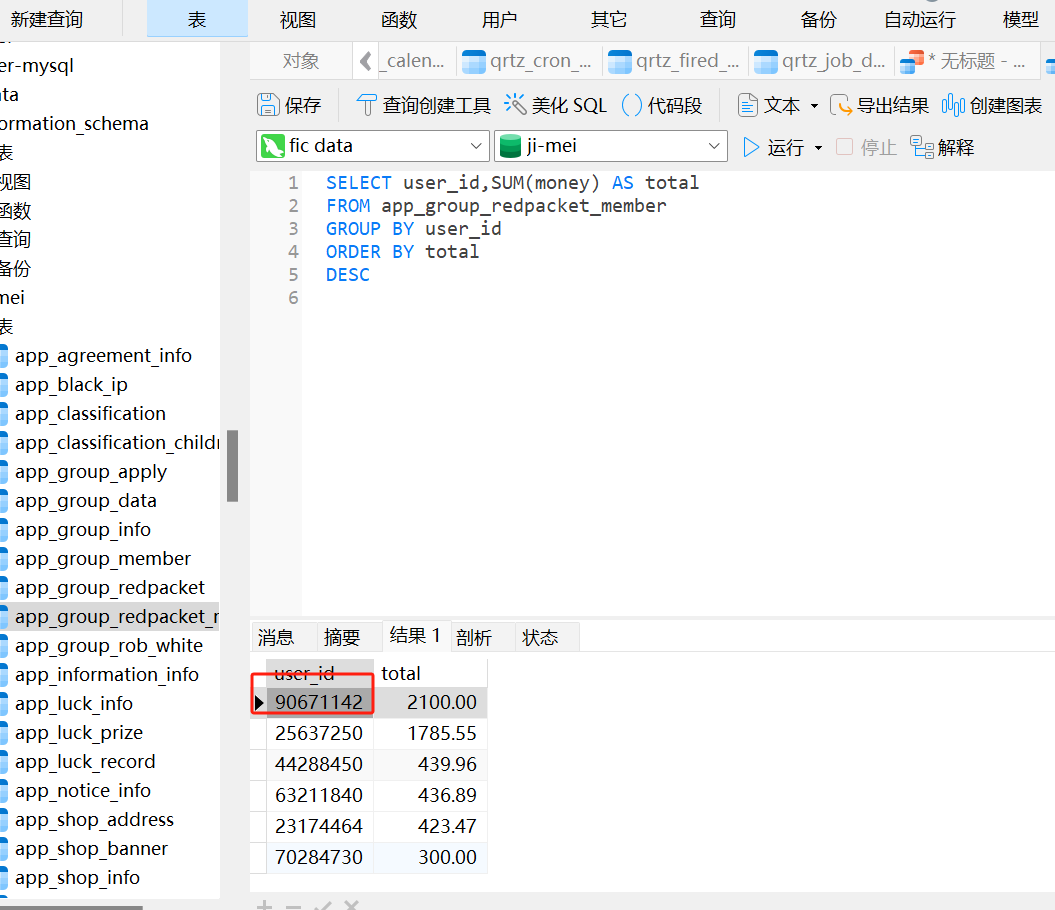 新建查询 表 视图 函数 用户 其它 查询 备份 自动运行 模型
er-mysql
ata
ormation_schema
表
视图
函数
查询
备份
mei
表
app_agreement_info
app_black_ip
app_classification
app_classification_childr
app_group_apply
app_group_data
app_group_info
app_group_member
app_group_redpacket
app_group_redpacket_r
app_group_rob_white
app_information_info
app_luck_info
app_luck_prize
app_luck_record
app_notice_info
app_shop_address
app_shop_banner
app_shop_info
对象 _calen... qrtz_cron_... qrtz_fired_... qrtz_job_d... * 无标题 - ...
保存 查询创建工具 美化 SQL () 代码段 文本 导出结果 创建图表
fic data ji-mei 运行 停止 解释
1 SELECT user_id,SUM(money) AS total
2 FROM app_group_redpacket_member
3 GROUP BY user_id
4 ORDER BY total
5 DESC
6
消息 摘要 结果 1 剖析 状态
user_id total
90671142 2100.00
25637250 1785.55
44288450 439.96
63211840 436.89
23174464 423.47
70284730 300.00